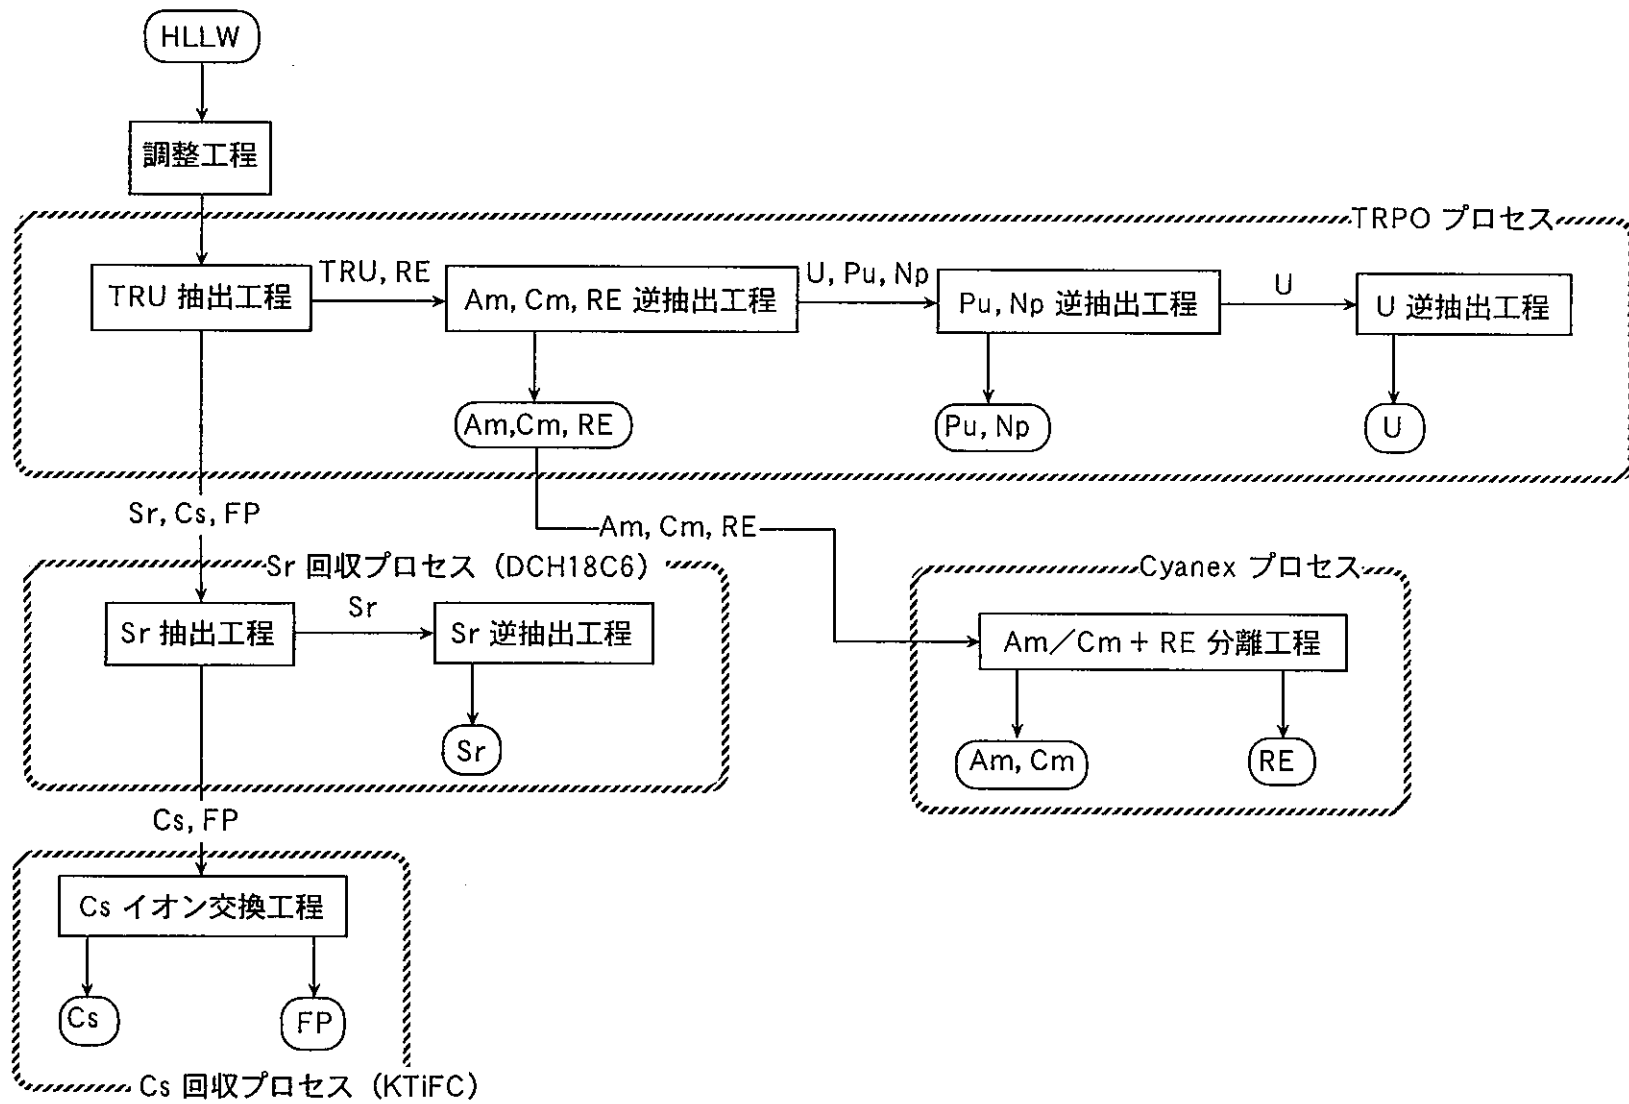 HLLW
調整工程
TRPO プロセス
TRU 抽出工程
TRU, RE
Am, Cm, RE 逆抽出工程
U, Pu, Np
Pu, Np 逆抽出工程
U
U 逆抽出工程
Am,Cm, RE
Pu, Np
U
Sr, Cs, FP
Am, Cm, RE
Sr 回収プロセス（DCH18C6）
Sr 抽出工程
Sr
Sr 逆抽出工程
Sr
Cyanex プロセス
Am／Cm + RE 分離工程
Am, Cm
RE
Cs, FP
Cs イオン交換工程
Cs
FP
Cs 回収プロセス（KTiFC）